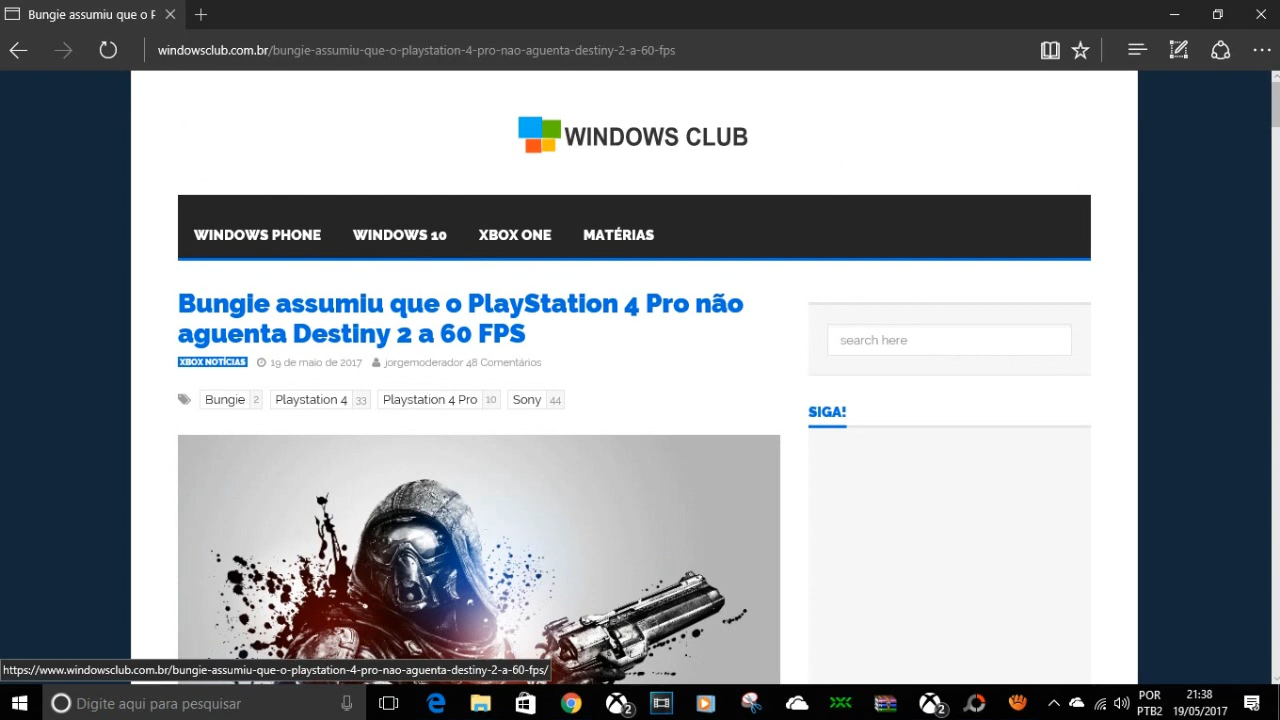 Bungie assumiu que o P
windowsclub.com.br/bungie-assumiu-que-o-playstation-4-pro-nao-aguenta-destiny-2-a-60-fps
WINDOWS CLUB
WINDOWS PHONE WINDOWS 10 XBOX ONE MATÉRIAS
Bungie assumiu que o PlayStation 4 Pro não
aguenta Destiny 2 a 60 FPS
XBOX NOTÍCIAS 19 de maio de 2017 jorgemoderador 48 Comentários
Bungie 2 Playstation 4 33 Playstation 4 Pro 10 Sony 44
search here
SIGA!
https://www.windowsclub.com.br/bungie-assumiu-que-o-playstation-4-pro-nao-aguenta-destiny-2-a-60-fps/
Digite aqui para pesquisar
2
2
POR
PTB2
21:38
19/05/2017